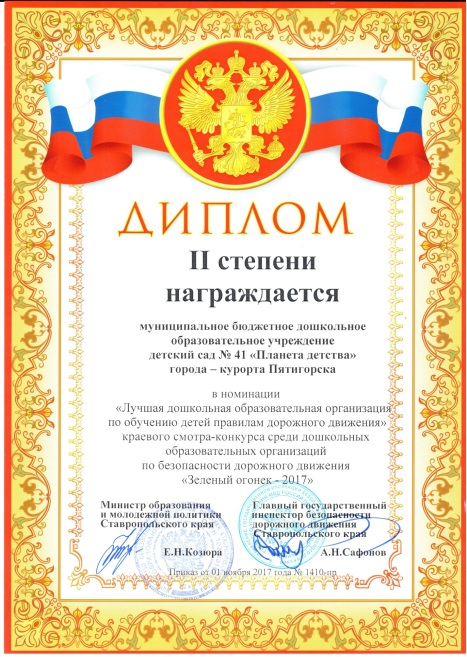 ДИПЛОМ
II степени
награждается
муниципальное бюджетное дошкольное
образовательное учреждение
детский сад № 41 «Планета детства»
города – курорта Пятигорска
в номинации
«Лучшая дошкольная образовательная организация
по обучению детей правилам дорожного движения»
краевого смотра-конкурса среди дошкольных
образовательных организаций
по безопасности дорожного движения
«Зеленый огонек - 2017»
Министр образования
и молодежной политики
Ставропольского края
Е.Н.Козюра
Главный государственный
инспектор безопасности
дорожного движения
Ставропольского края
А.Н.Сафонов
Приказ от 01 ноября 2017 года № 1410-пр